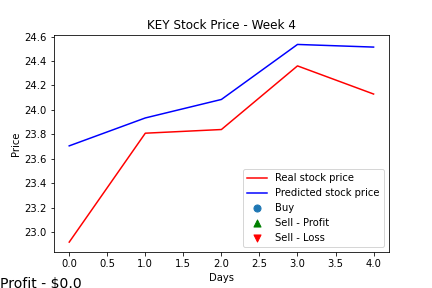 KEY Stock Price - Week 4
24.6
24.4
24.2
24.0
23.8
23.6
23.4
23.2
23.0
Price
Real stock price
Predicted stock price
Buy
Sell - Profit
Sell - Loss
0.0 0.5 1.0 1.5 2.0 2.5 3.0 3.5 4.0
Days
Profit - $0.0